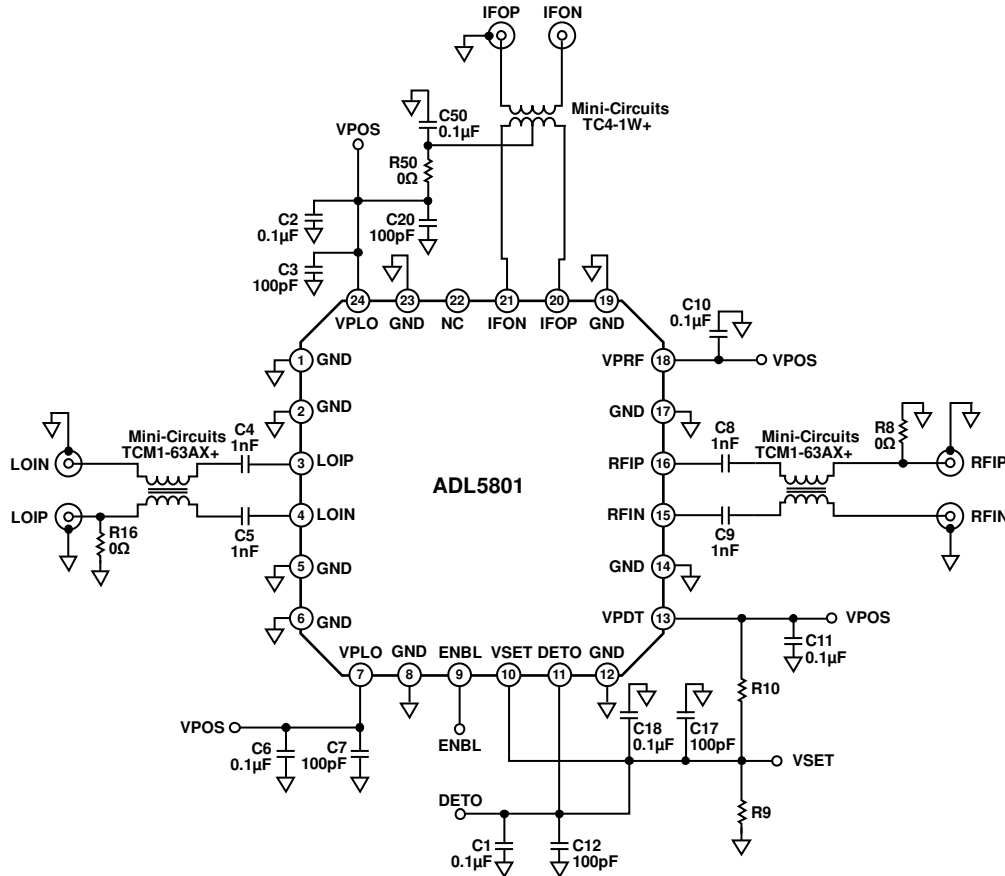 IFOP
IFON
Mini-Circuits
TC4-1W+
C50
0.1µF
VPOS
R50
0Ω
C2
0.1µF
C20
100pF
C3
100pF
24
23
22
21
20
19
VPLO
GND
NC
IFON
IFOP
GND
C10
0.1µF
1
GND
VPRF
18
VPOS
2
GND
GND
17
Mini-Circuits
TCM1-63AX+
C4
1nF
C8
1nF
Mini-Circuits
TCM1-63AX+
R8
0Ω
LOIN
3
LOIP
RFIP
16
RFIP
ADL5801
LOIP
R16
0Ω
C5
1nF
4
LOIN
RFIN
15
C9
1nF
RFIN
5
GND
GND
14
6
GND
VPDT
13
VPOS
C11
0.1µF
VPLO
GND
ENBL
VSET
DETO
GND
7
8
9
10
11
12
R10
VPOS
C6
0.1µF
C7
100pF
ENBL
C18
0.1µF
C17
100pF
VSET
DETO
R9
C1
0.1µF
C12
100pF